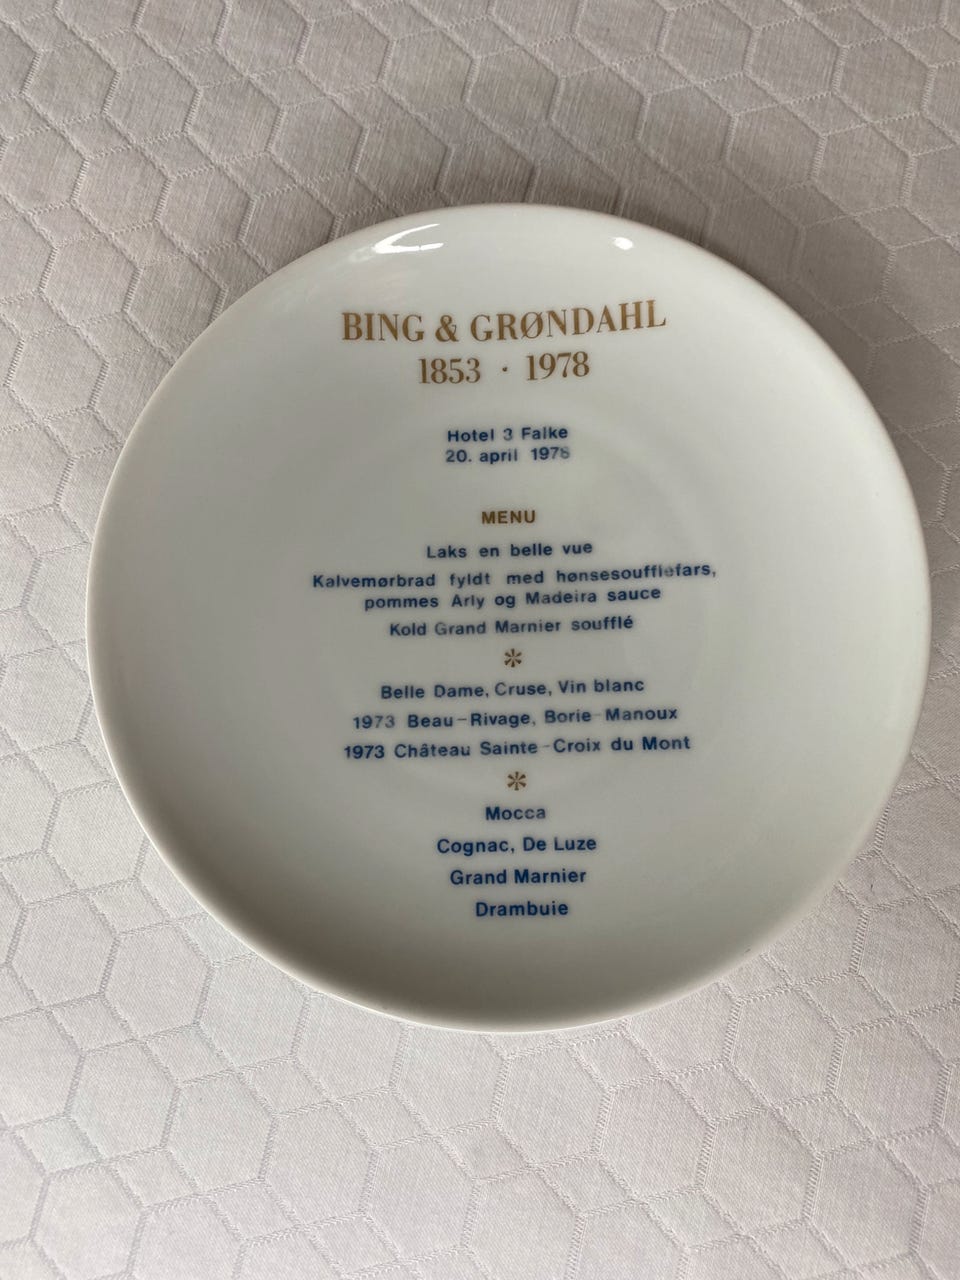 BING & GRØNDAHL
1853 · 1978
Hotel 3 Falke
20. april 1978
MENU
Laks en belle vue
Kalvemørbrad fyldt med hønsesouffléfars,
pommes Arly og Madeira sauce
Kold Grand Marnier soufflé
*
Belle Dame, Cruse, Vin blanc
1973 Beau-Rivage, Borie-Manoux
1973 Château Sainte-Croix du Mont
*
Mocca
Cognac, De Luze
Grand Marnier
Drambuie